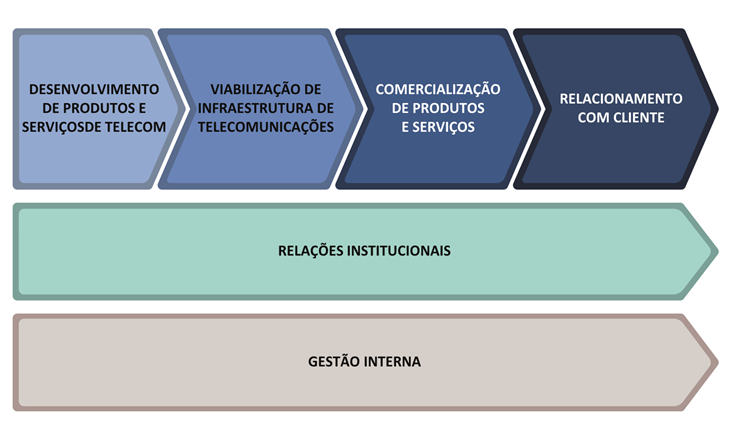 DESENVOLVIMENTO
DE PRODUTOS E
SERVIÇOSDE TELECOM
VIABILIZAÇÃO DE
INFRAESTRUTURA DE
TELECOMUNICAÇÕES
COMERCIALIZAÇÃO
DE PRODUTOS
E SERVIÇOS
RELACIONAMENTO
COM CLIENTE
RELAÇÕES INSTITUCIONAIS
GESTÃO INTERNA